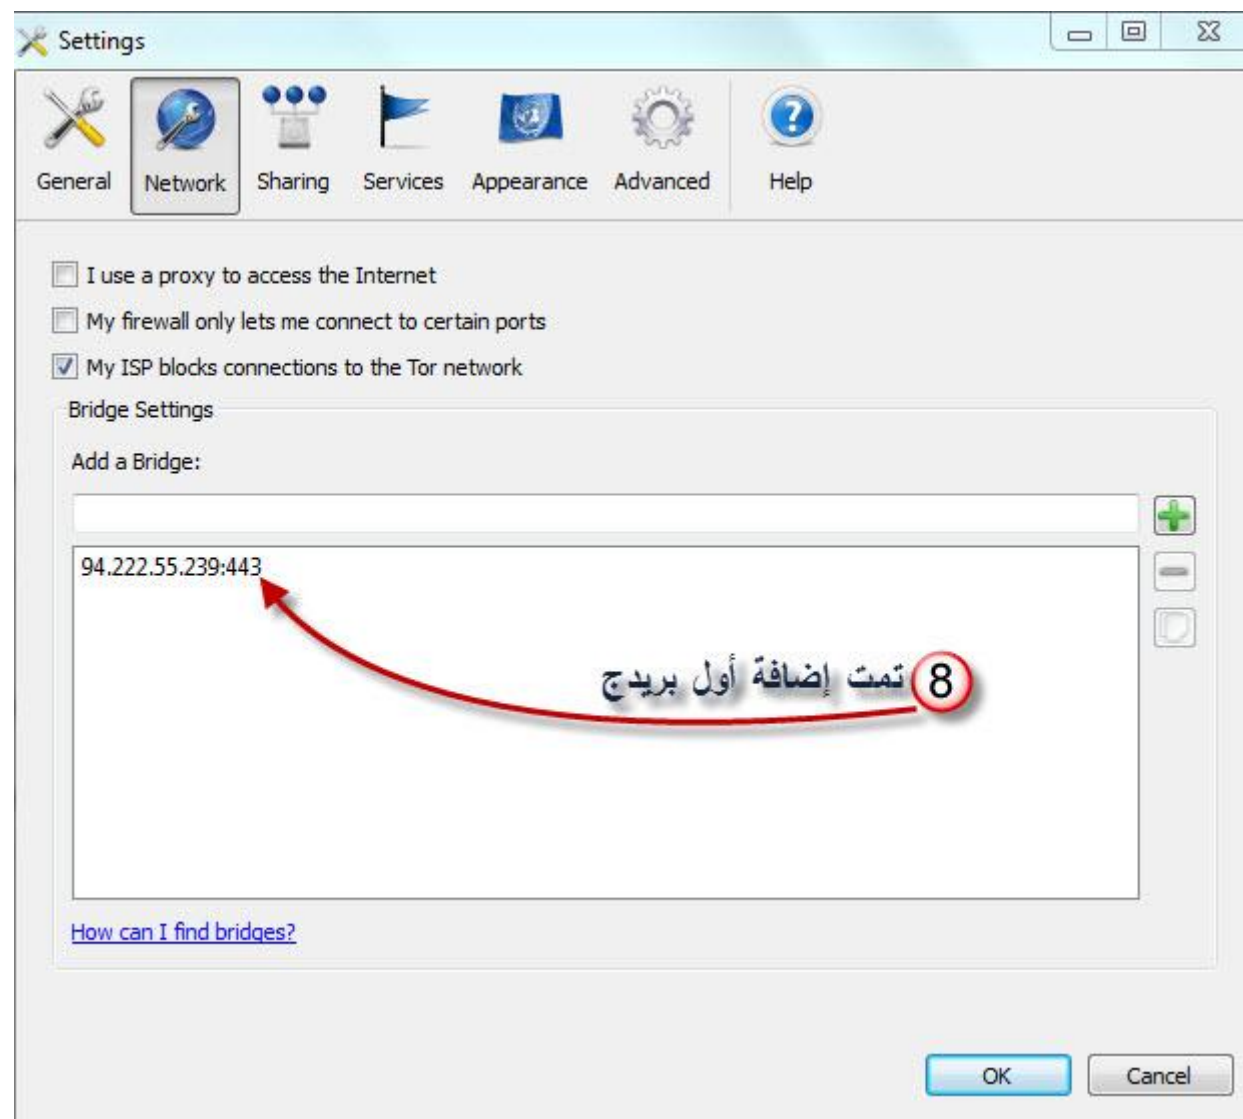 Settings
General
Network
Sharing
Services
Appearance
Advanced
Help
I use a proxy to access the Internet
My firewall only lets me connect to certain ports
My ISP blocks connections to the Tor network
Bridge Settings
Add a Bridge:
94.222.55.239:443
8 تمت إضافة أول بريدج
How can I find bridges?
OK
Cancel